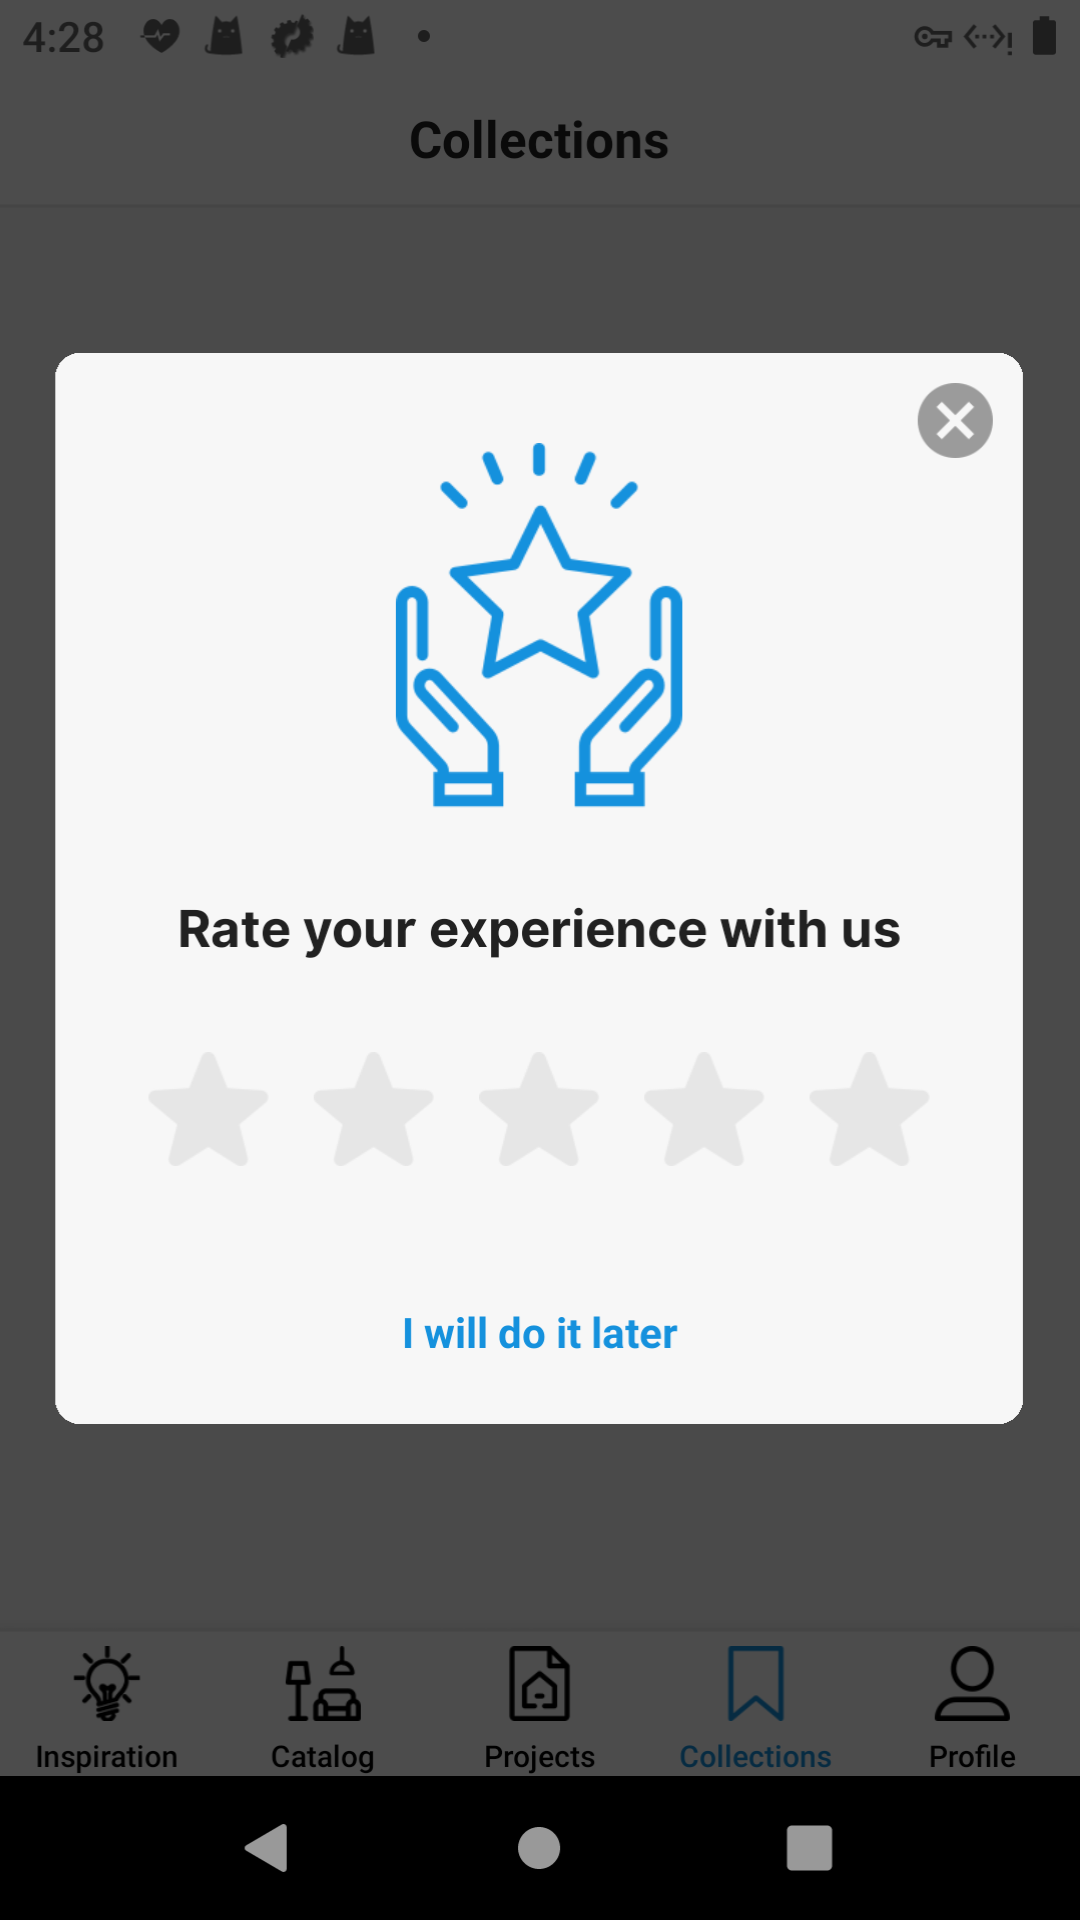 4:28
Collections
Rate your experience with us
I will do it later
Inspiration
Catalog
Projects
Collections
Profile